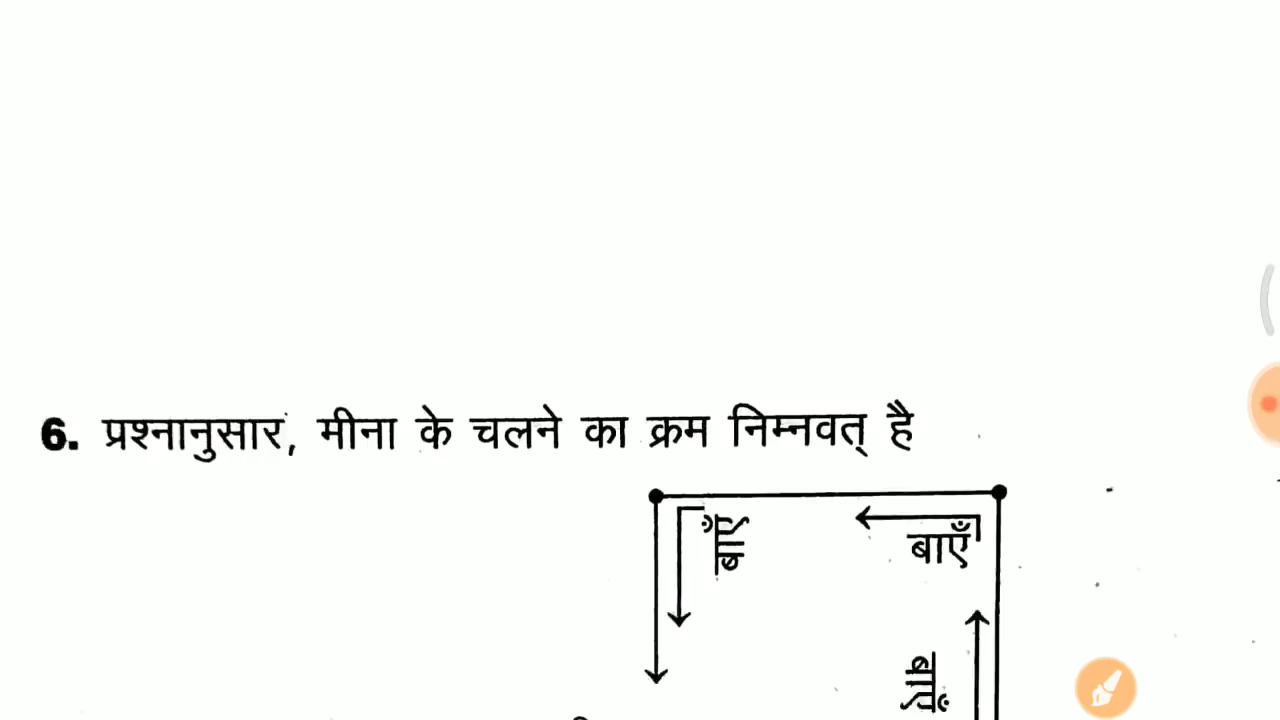 6. प्रश्नानुसार, मीना के चलने का क्रम निम्नवत् है
बाएँ
बाएँ
बाएँ